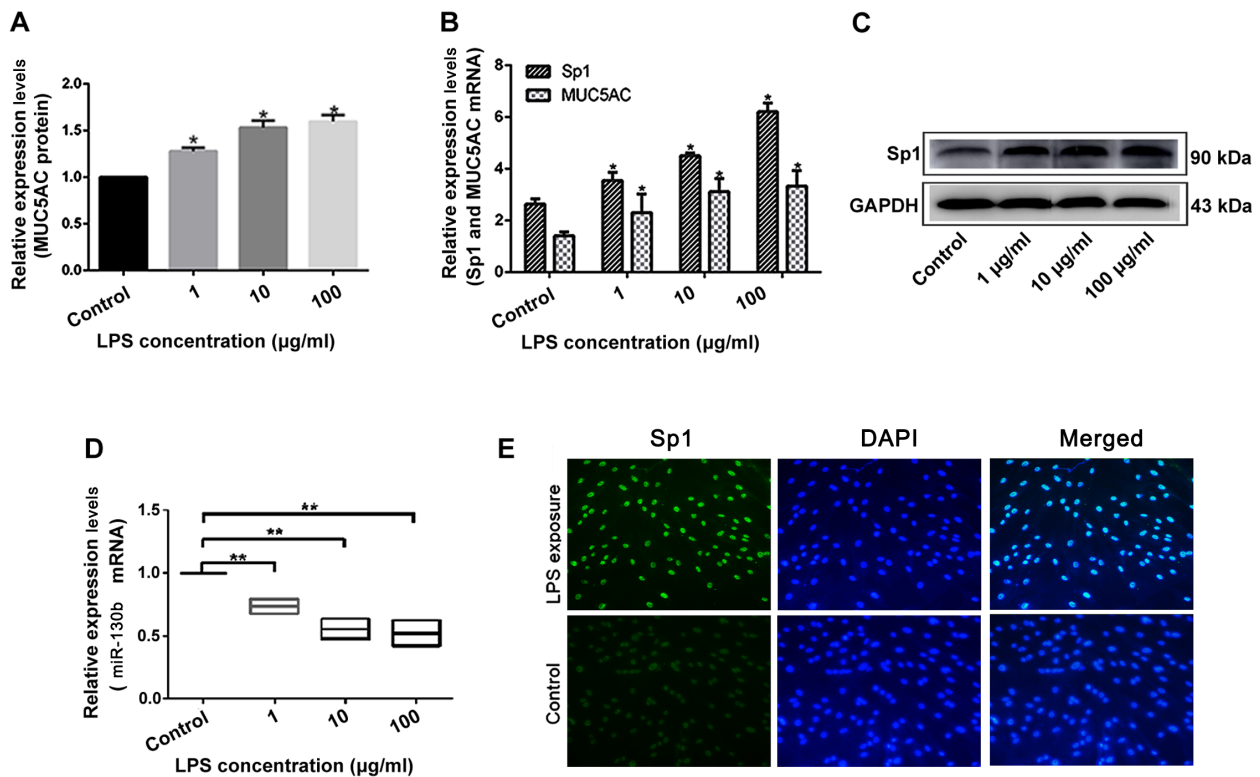 A
Relative expression levels
(MUC5AC protein)
2.0
1.5
1.0
0.5
0.0
*
*
*
Control
1
10
100
LPS concentration (µg/ml)
B
Relative expression levels
(Sp1 and MUC5AC mRNA)
8
6
4
2
0
Sp1
MUC5AC
*
*
*
*
*
*
Control
1
10
100
LPS concentration (µg/ml)
C
Sp1
90 kDa
GAPDH
43 kDa
Control
1 µg/ml
10 µg/ml
100 µg/ml
D
Relative expression levels
( miR-130b mRNA)
1.5
1.0
0.5
0.0
**
**
**
Control
1
10
100
LPS concentration (µg/ml)
E
Sp1
DAPI
Merged
LPS exposure
Control